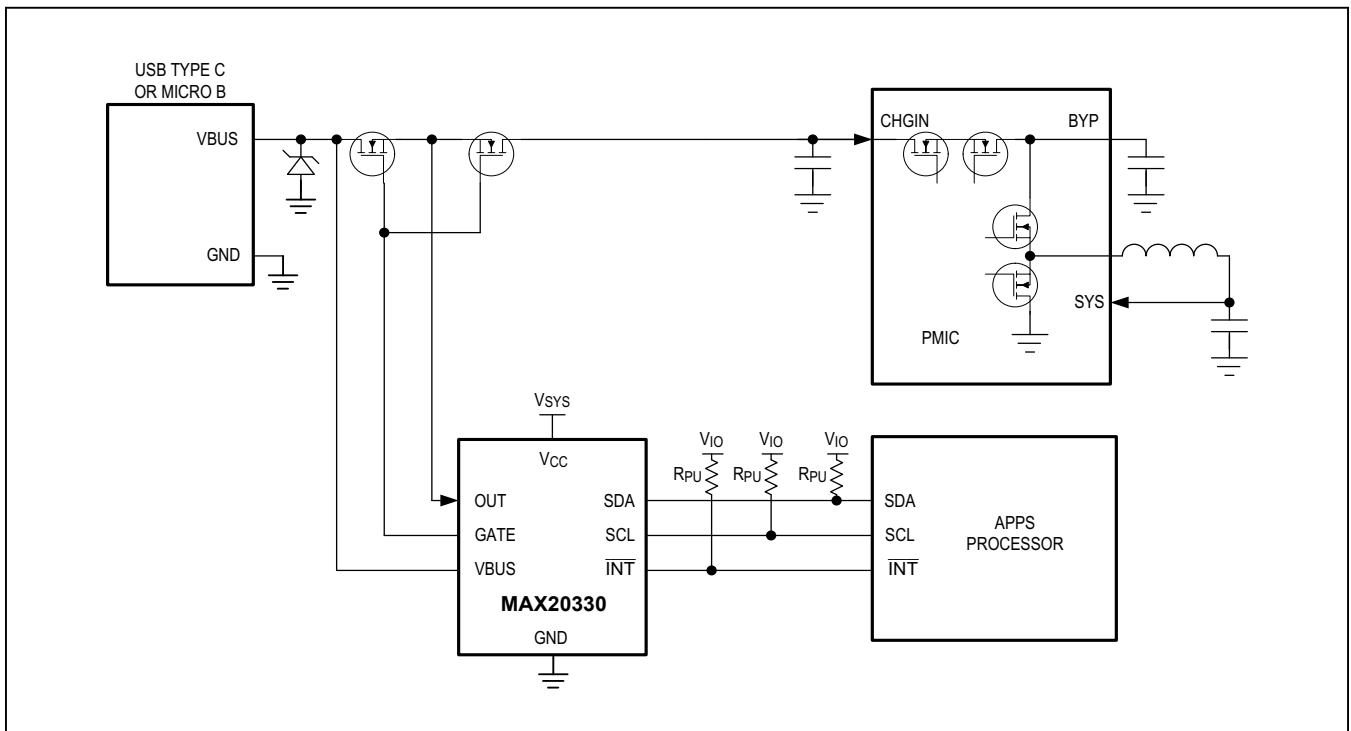 USB TYPE C
OR MICRO B
VBUS
GND
CHGIN
BYP
SYS
PMIC
VSYS
VCC
OUT
GATE
VBUS
SDA
SCL
INT
MAX20330
GND
VIO
VIO
VIO
RPU
RPU
RPU
SDA
SCL
INT
APPS
PROCESSOR